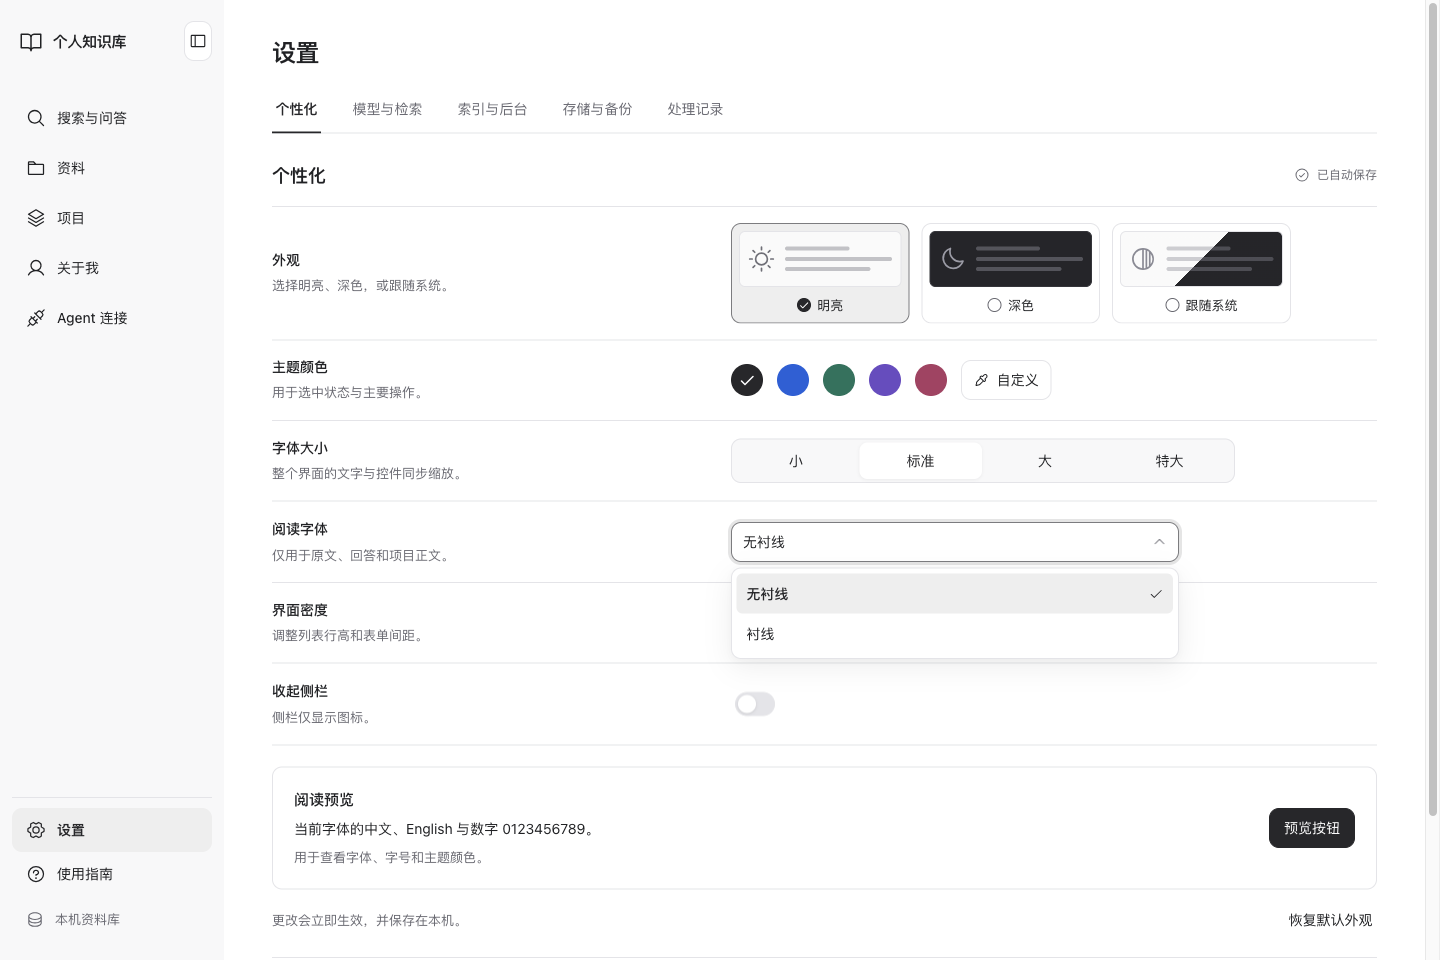 个人知识库
搜索与问答
资料
项目
关于我
Agent 连接
设置
使用指南
本机资料库
设置
个性化
模型与检索
索引与后台
存储与备份
处理记录
个性化
已自动保存
外观
选择明亮、深色，或跟随系统。
明亮
深色
跟随系统
主题颜色
用于选中状态与主要操作。
自定义
字体大小
整个界面的文字与控件同步缩放。
小
标准
大
特大
阅读字体
仅用于原文、回答和项目正文。
无衬线
无衬线
衬线
界面密度
调整列表行高和表单间距。
收起侧栏
侧栏仅显示图标。
阅读预览
当前字体的中文、English 与数字 0123456789。
用于查看字体、字号和主题颜色。
预览按钮
更改会立即生效，并保存在本机。
恢复默认外观